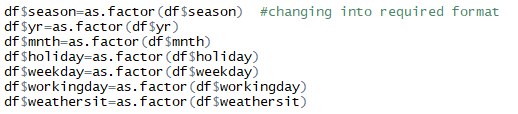 df$season=as.factor(df$season)  #changing into required format
df$yr=as.factor(df$yr)
df$mnth=as.factor(df$mnth)
df$holiday=as.factor(df$holiday)
df$weekday=as.factor(df$weekday)
df$workingday=as.factor(df$workingday)
df$weathersit=as.factor(df$weathersit)